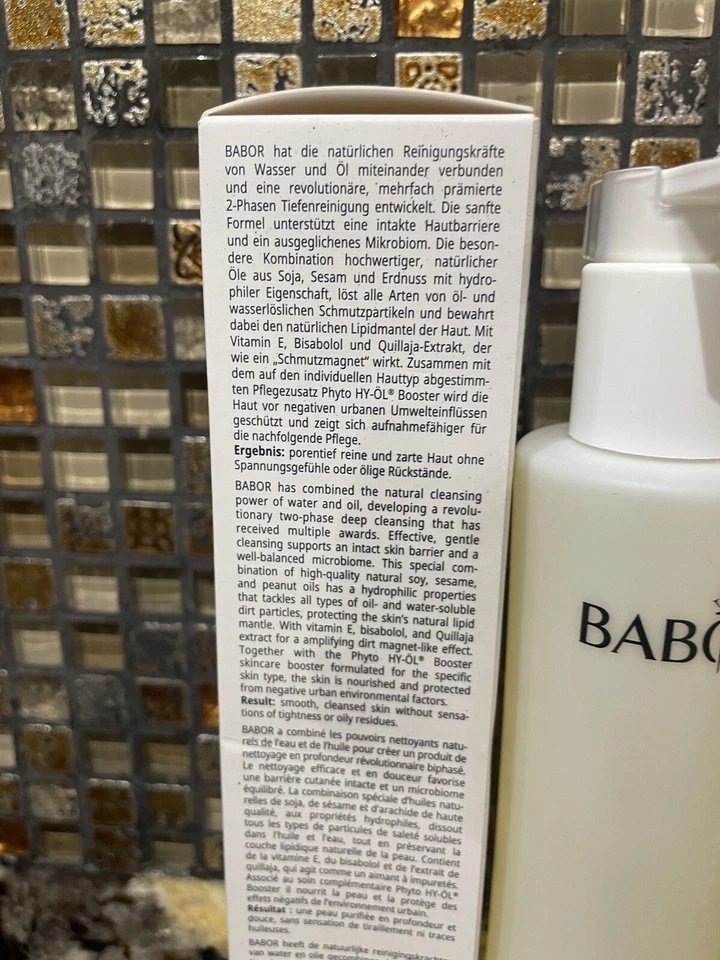 BABOR hat die natürlichen Reinigungskräfte
von Wasser und Öl miteinander verbunden
und eine revolutionäre, mehrfach prämierte
2-Phasen Tiefenreinigung entwickelt. Die sanfte
Formel unterstützt eine intakte Hautbarriere
und ein ausgeglichenes Mikrobiom. Die beson-
dere Kombination hochwertiger, natürlicher
Öle aus Soja, Sesam und Erdnuss mit hydro-
philer Eigenschaft, löst alle Arten von öl- und
wasserlöslichen Schmutzpartikeln und bewahrt
dabei den natürlichen Lipidmantel der Haut. Mit
Vitamin E, Bisabolol und Quillaja-Extrakt, der
wie ein „Schmutzmagnet“ wirkt. Zusammen mit
dem auf den individuellen Hauttyp abgestimm-
ten Pflegezusatz Phyto HY-ÖL® Booster wird die
Haut vor negativen urbanen Umwelteinflüssen
geschützt und zeigt sich aufnahmefähiger für
die nachfolgende Pflege.
Ergebnis: porentief reine und zarte Haut ohne
Spannungsgefühle oder ölige Rückstände.
BABOR has combined the natural cleansing
power of water and oil, developing a revolu-
tionary two-phase deep cleansing that has
received multiple awards. Effective, gentle
cleansing supports an intact skin barrier and a
well-balanced microbiome. This special com-
bination of high-quality natural soy, sesame,
and peanut oils has a hydrophilic properties
that tackles all types of oil- and water-soluble
dirt particles, protecting the skin's natural lipid
mantle. With vitamin E, bisabolol, and Quillaja
extract for a amplifying dirt magnet-like effect.
Together with the Phyto HY-ÖL® Booster
skincare booster formulated for the specific
skin type, the skin is nourished and protected
from negative urban environmental factors.
Result: smooth, cleansed skin without sensa-
tions of tightness or oily residues.
BABOR a combiné les pouvoirs nettoyants natu-
rels de l'eau et de l'huile pour créer un produit de
nettoyage en profondeur révolutionnaire biphasé.
Le nettoyage efficace et en douceur favorise
une barrière cutanée intacte et un microbiome
équilibré. La combinaison spéciale d'huiles natu-
relles de soja, de sésame et d'arachide de haute
qualité, aux propriétés hydrophiles, dissout
tous les types de particules de saleté solubles
dans l'huile et l'eau, tout en préservant la
couche lipidique naturelle de la peau. Contient
de la vitamine E, du bisabolol et de l'extrait de
quillaja, qui agit comme un aimant à impuretés.
Associé au soin complémentaire Phyto HY-ÖL®
Booster il nourrit la peau et la protège des
effets négatifs de l'environnement urbain.
Résultat : une peau purifiée en profondeur et
douce, sans sensation de tiraillement ni traces
huileuses.
BABOR heeft de natuurlijke reinigingskrachten
van water en olie
BABO